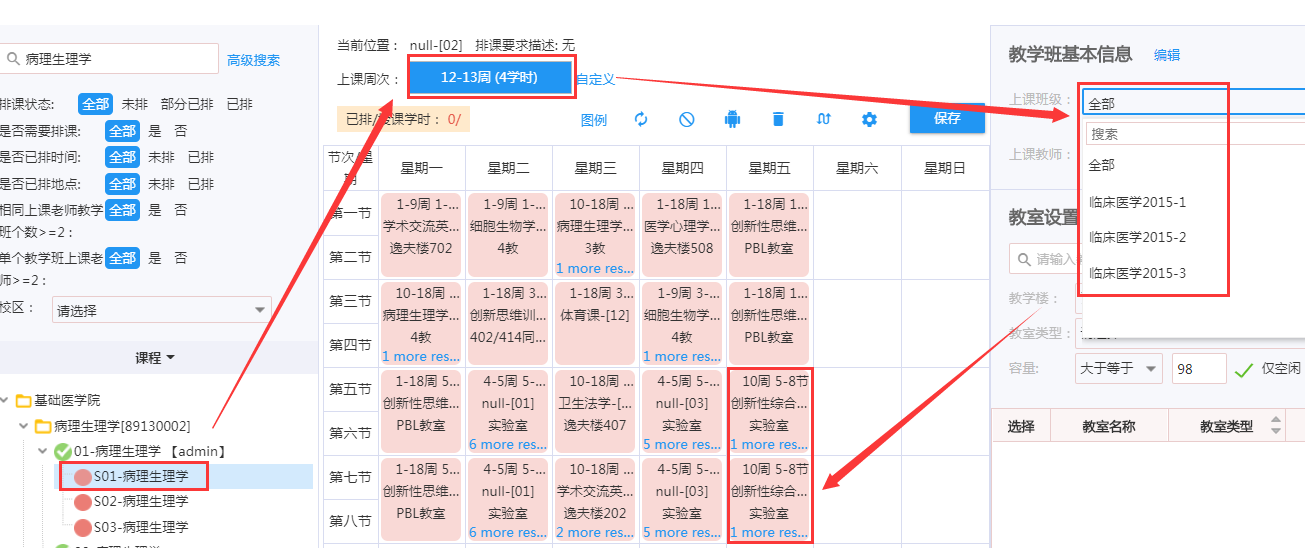 病理生理学
高级搜索
排课状态: 全部 未排 部分已排 已排
是否需要排课: 全部 是 否
是否已排时间: 全部 未排 已排
是否已排地点: 全部 未排 已排
相同上课老师教学 全部 是 否
班个数>=2 :
单个教学班上课老 全部 是 否
师>=2 :
校区： 请选择
课程
基础医学院
病理生理学[89130002]
01-病理生理学 【admin】
S01-病理生理学
S02-病理生理学
S03-病理生理学
当前位置： null-[02] 排课要求描述: 无
上课周次： 12-13周 (4学时) 自定义
已排/ 课学时： 0/
图例
保存
节次/星期 星期一 星期二 星期三 星期四 星期五 星期六 星期日
第一节
第二节
1-9周 1-...
学术交流英...
逸夫楼702
1-9周 1-...
细胞生物学...
4教
10-18周 ...
病理生理学...
3教
1 more res...
1-18周 1...
医学心理学...
逸夫楼508
1-18周 1...
创新性思维...
PBL教室
第三节
第四节
10-18周 ...
病理生理学...
4教
1 more res...
1-18周 3...
创新思维训...
402/414同...
1-18周 3...
体育课-[12]
1-9周 3-...
细胞生物学...
4教
1 more res...
1-18周 1...
创新性思维...
PBL教室
第五节
第六节
1-18周 5...
创新性思维...
PBL教室
4-5周 5-...
null-[01]
实验室
6 more res...
10-18周 ...
卫生法学-[...
逸夫楼407
4-5周 5-...
null-[03]
实验室
5 more res...
10周 5-8节
创新性综合...
实验室
1 more res...
第七节
第八节
1-18周 5...
创新性思维...
PBL教室
4-5周 5-...
null-[01]
实验室
6 more res...
10-18周 ...
学术交流英...
逸夫楼202
2 more res...
4-5周 5-...
null-[03]
实验室
5 more res...
10周 5-8节
创新性综合...
实验室
1 more res...
教学班基本信息 编辑
上课班级： 全部
搜索
全部
临床医学2015-1
临床医学2015-2
临床医学2015-3
上课教师：
教室设置
请输入
教学楼：
教室类型：
容量: 大于等于 98 仅空闲
选择 教室名称 教室类型